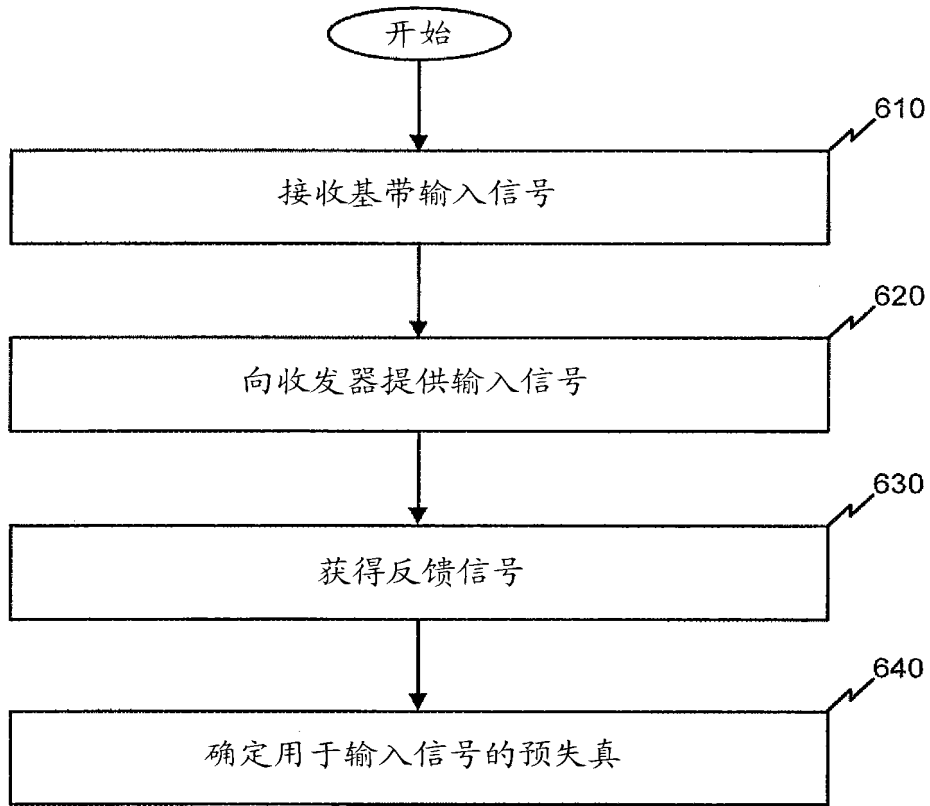 开始
610
接收基带输入信号
620
向收发器提供输入信号
630
获得反馈信号
640
确定用于输入信号的预失真